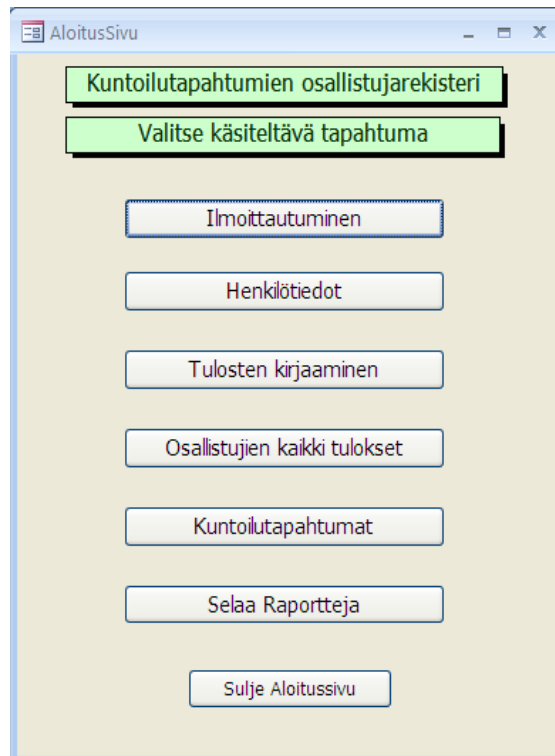 AloitusSivu
Kuntoilutapahtumien osallistujarekisteri
Valitse käsiteltävä tapahtuma
Ilmoittautuminen
Henkilötiedot
Tulosten kirjaaminen
Osallistujien kaikki tulokset
Kuntoilutapahtumat
Selaa Raportteja
Sulje Aloitussivu